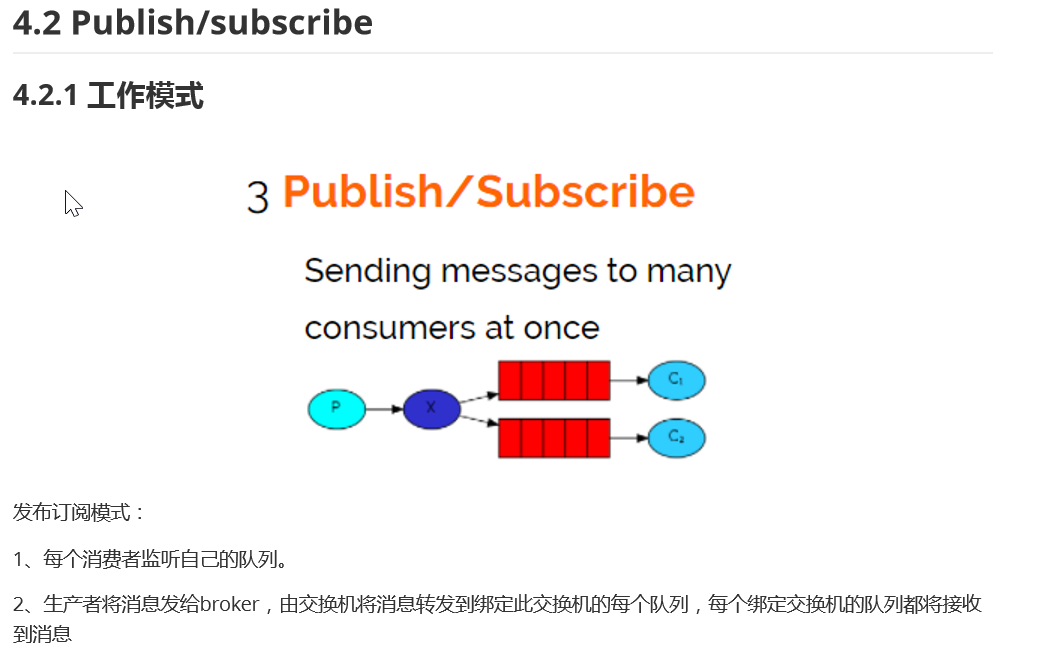 4.2 Publish/subscribe
4.2.1 工作模式
3 Publish/Subscribe
Sending messages to many
consumers at once
P
X
C₁
C₂
发布订阅模式：
1、每个消费者监听自己的队列。
2、生产者将消息发给broker，由交换机将消息转发到绑定此交换机的每个队列，每个绑定交换机的队列都将接收
到消息